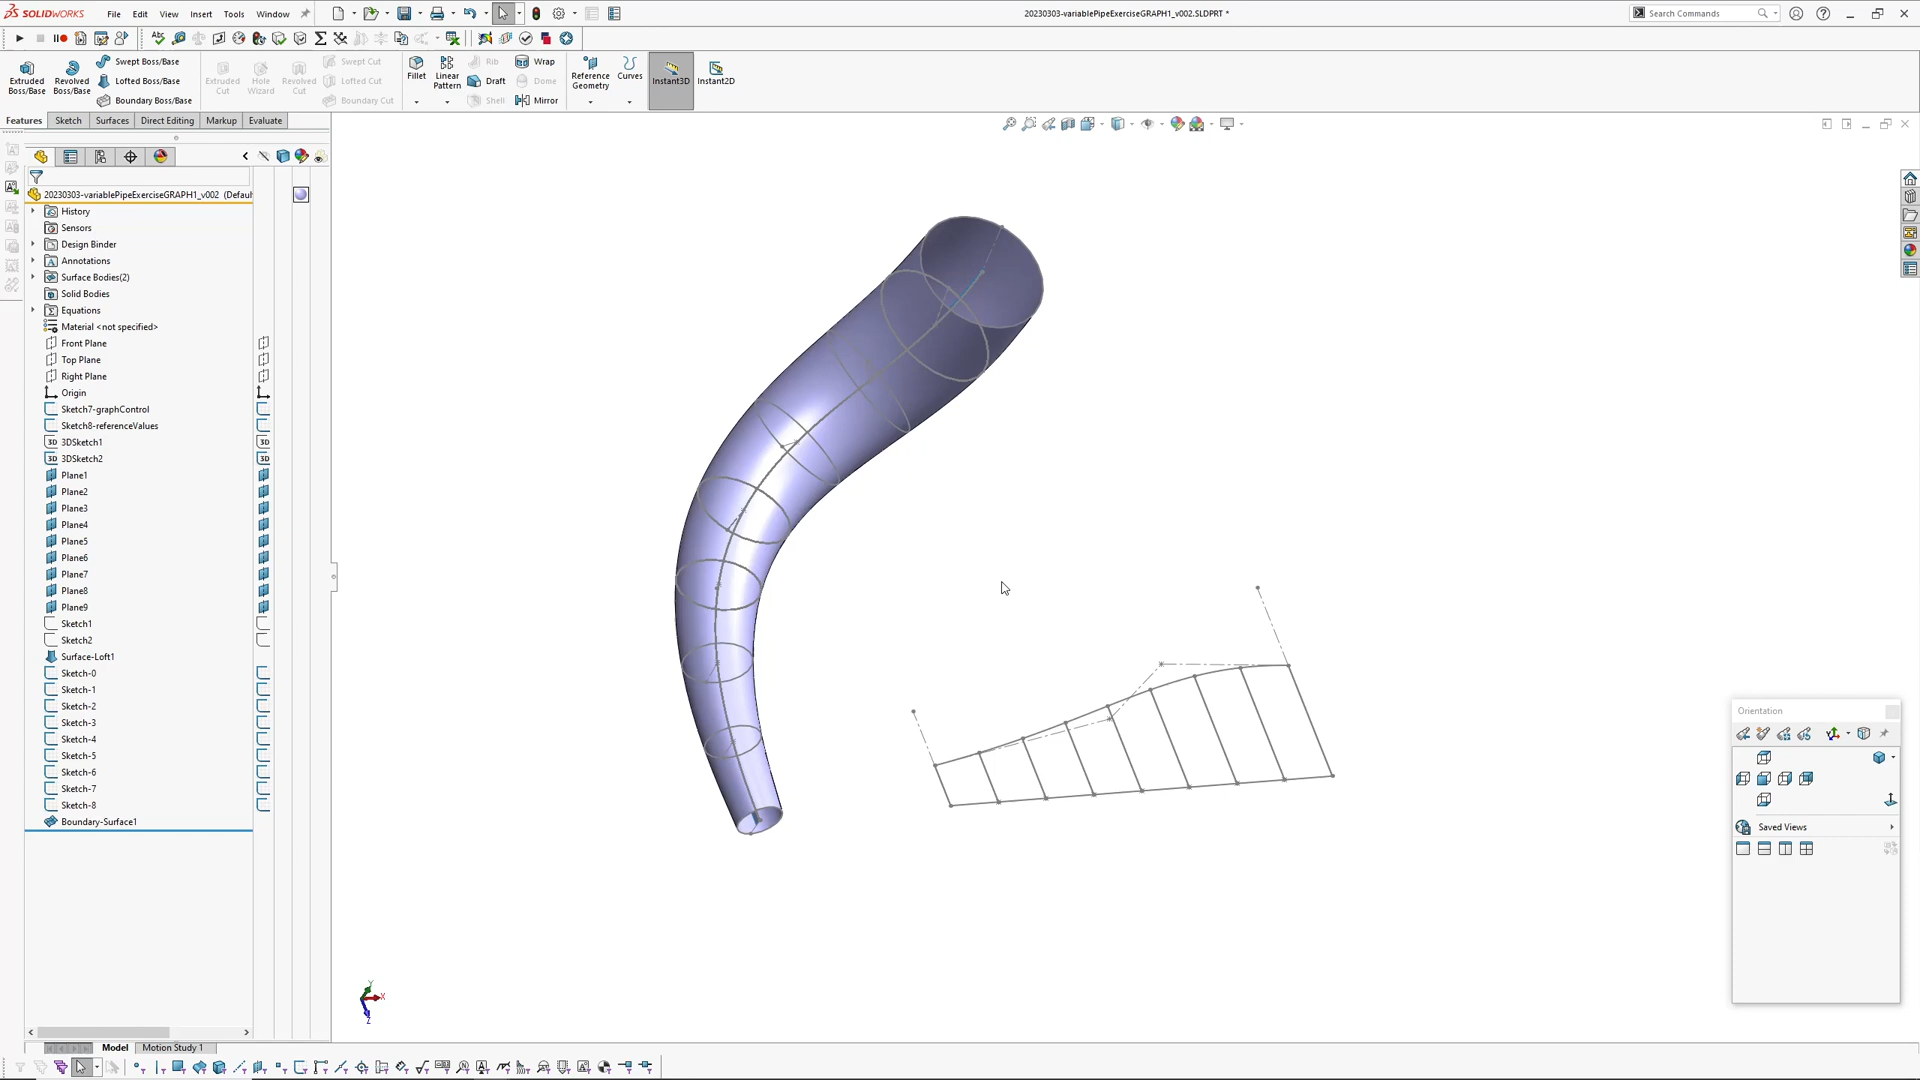 SOLIDWORKS
File Edit View Insert Tools Window
20230303-variablePipeExerciseGRAPH1_v002.SLDPRT *
Search Commands
Extruded Boss/Base
Revolved Boss/Base
Swept Boss/Base
Lofted Boss/Base
Boundary Boss/Base
Extruded Cut
Hole Wizard
Revolved Cut
Swept Cut
Lofted Cut
Boundary Cut
Fillet
Linear Pattern
Rib
Draft
Shell
Wrap
Dome
Mirror
Reference Geometry
Curves
Instant3D
Instant2D
Features Sketch Surfaces Direct Editing Markup Evaluate
20230303-variablePipeExerciseGRAPH1_v002 (Defaul
History
Sensors
Design Binder
Annotations
Surface Bodies(2)
Solid Bodies
Equations
Material <not specified>
Front Plane
Top Plane
Right Plane
Origin
Sketch7-graphControl
Sketch8-referenceValues
3DSketch1
3DSketch2
Plane1
Plane2
Plane3
Plane4
Plane5
Plane6
Plane7
Plane8
Plane9
Sketch1
Sketch2
Surface-Loft1
Sketch-0
Sketch-1
Sketch-2
Sketch-3
Sketch-4
Sketch-5
Sketch-6
Sketch-7
Sketch-8
Boundary-Surface1
Orientation
Saved Views
Y
X
Z
Model Motion Study 1